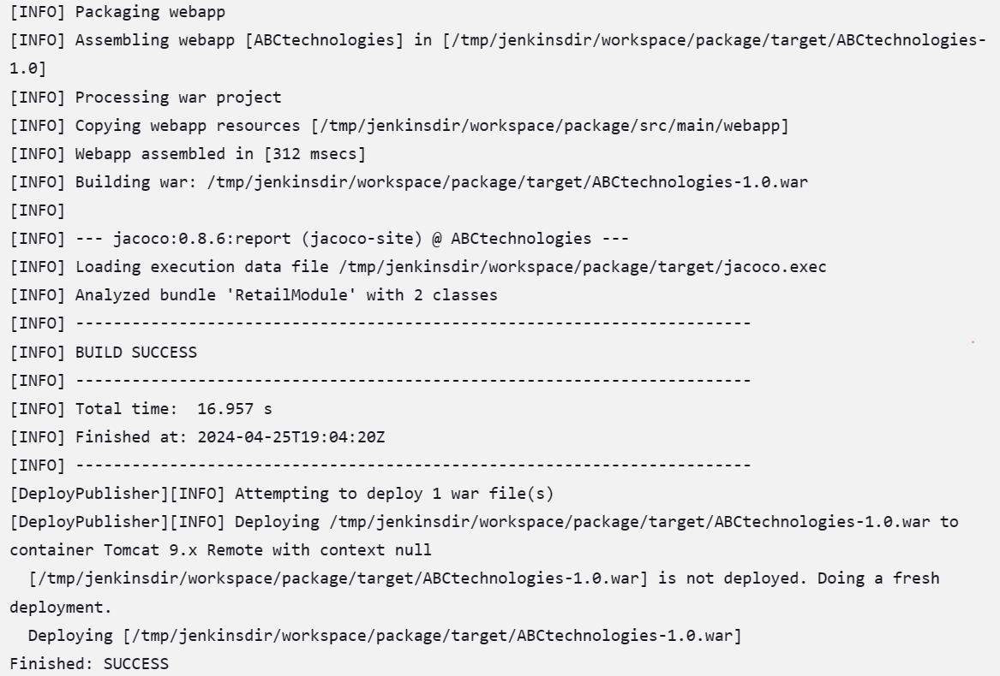 [INFO] Packaging webapp
[INFO] Assembling webapp [ABCtechnologies] in [/tmp/jenkinsdir/workspace/package/target/ABCtechnologies-
1.0]
[INFO] Processing war project
[INFO] Copying webapp resources [/tmp/jenkinsdir/workspace/package/src/main/webapp]
[INFO] Webapp assembled in [312 msecs]
[INFO] Building war: /tmp/jenkinsdir/workspace/package/target/ABCtechnologies-1.0.war
[INFO]
[INFO] --- jacoco:0.8.6:report (jacoco-site) @ ABCtechnologies ---
[INFO] Loading execution data file /tmp/jenkinsdir/workspace/package/target/jacoco.exec
[INFO] Analyzed bundle 'RetailModule' with 2 classes
[INFO] ------------------------------------------------------------------------
[INFO] BUILD SUCCESS
[INFO] ------------------------------------------------------------------------
[INFO] Total time:  16.957 s
[INFO] Finished at: 2024-04-25T19:04:20Z
[INFO] ------------------------------------------------------------------------
[DeployPublisher][INFO] Attempting to deploy 1 war file(s)
[DeployPublisher][INFO] Deploying /tmp/jenkinsdir/workspace/package/target/ABCtechnologies-1.0.war to
container Tomcat 9.x Remote with context null
  [/tmp/jenkinsdir/workspace/package/target/ABCtechnologies-1.0.war] is not deployed. Doing a fresh
deployment.
  Deploying [/tmp/jenkinsdir/workspace/package/target/ABCtechnologies-1.0.war]
Finished: SUCCESS